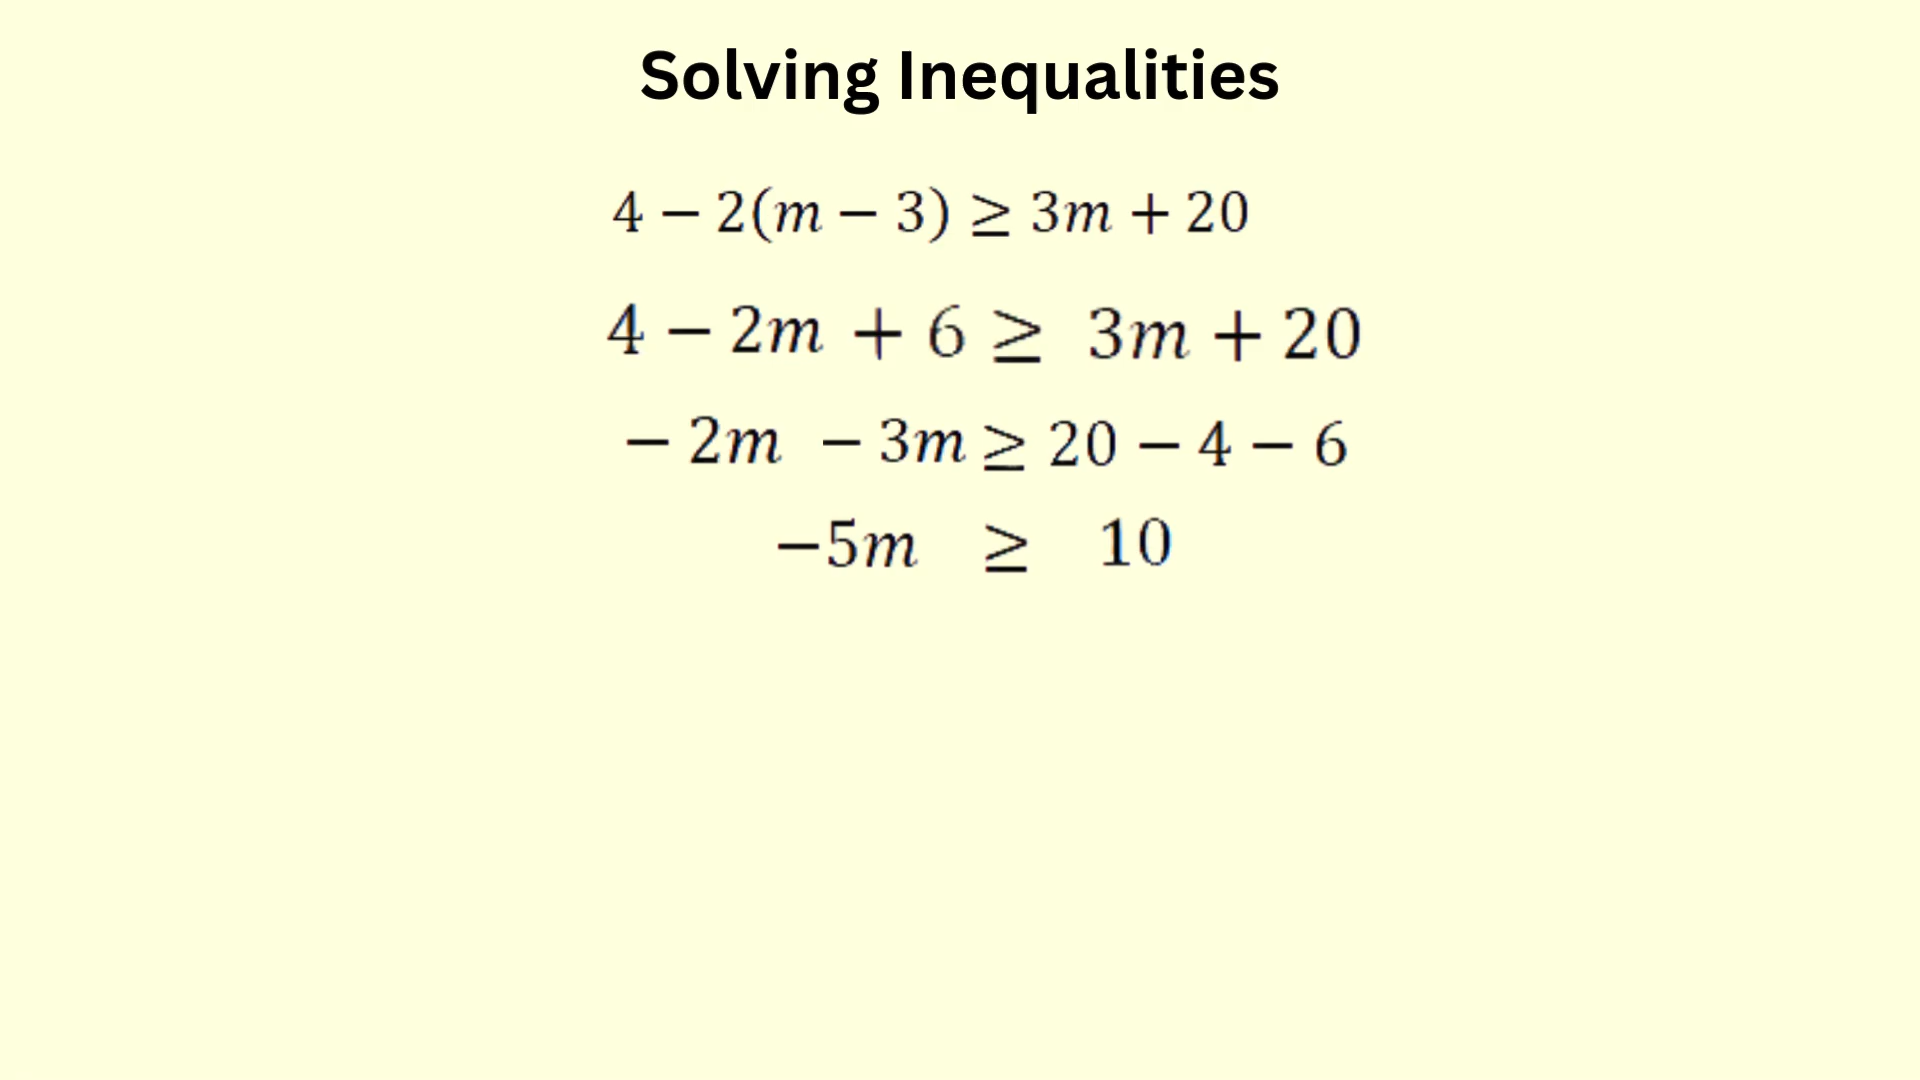 Solving Inequalities
4 − 2(m − 3) ≥ 3m + 20
4 − 2m + 6 ≥ 3m + 20
− 2m − 3m ≥ 20 − 4 − 6
−5m ≥ 10